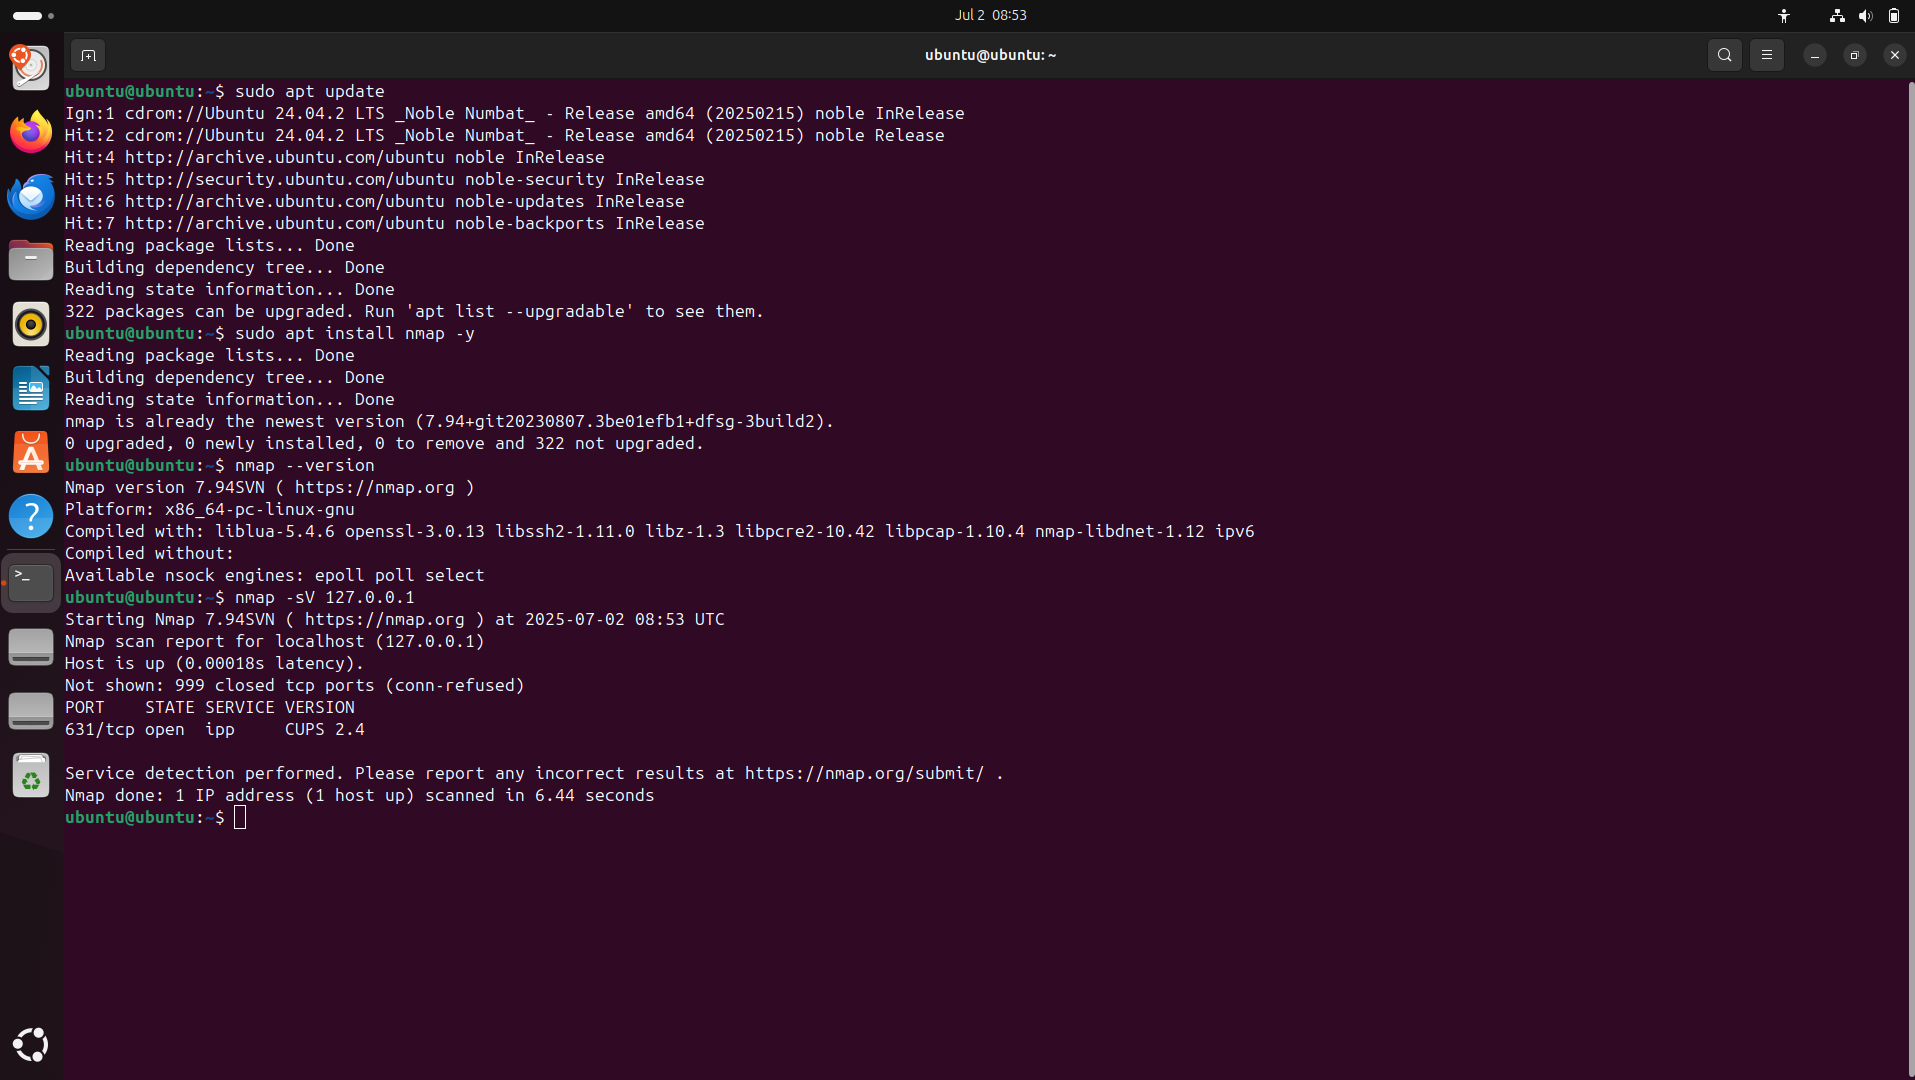 Jul 2 08:53
ubuntu@ubuntu: ~
ubuntu@ubuntu:~$ sudo apt update
Ign:1 cdrom://Ubuntu 24.04.2 LTS _Noble Numbat_ - Release amd64 (20250215) noble InRelease
Hit:2 cdrom://Ubuntu 24.04.2 LTS _Noble Numbat_ - Release amd64 (20250215) noble Release
Hit:4 http://archive.ubuntu.com/ubuntu noble InRelease
Hit:5 http://security.ubuntu.com/ubuntu noble-security InRelease
Hit:6 http://archive.ubuntu.com/ubuntu noble-updates InRelease
Hit:7 http://archive.ubuntu.com/ubuntu noble-backports InRelease
Reading package lists... Done
Building dependency tree... Done
Reading state information... Done
322 packages can be upgraded. Run 'apt list --upgradable' to see them.
ubuntu@ubuntu:~$ sudo apt install nmap -y
Reading package lists... Done
Building dependency tree... Done
Reading state information... Done
nmap is already the newest version (7.94+git20230807.3be01efb1+dfsg-3build2).
0 upgraded, 0 newly installed, 0 to remove and 322 not upgraded.
ubuntu@ubuntu:~$ nmap --version
Nmap version 7.94SVN ( https://nmap.org )
Platform: x86_64-pc-linux-gnu
Compiled with: liblua-5.4.6 openssl-3.0.13 libssh2-1.11.0 libz-1.3 libpcre2-10.42 libpcap-1.10.4 nmap-libdnet-1.12 ipv6
Compiled without:
Available nsock engines: epoll poll select
ubuntu@ubuntu:~$ nmap -sV 127.0.0.1
Starting Nmap 7.94SVN ( https://nmap.org ) at 2025-07-02 08:53 UTC
Nmap scan report for localhost (127.0.0.1)
Host is up (0.00018s latency).
Not shown: 999 closed tcp ports (conn-refused)
PORT    STATE SERVICE VERSION
631/tcp open  ipp     CUPS 2.4
Service detection performed. Please report any incorrect results at https://nmap.org/submit/ .
Nmap done: 1 IP address (1 host up) scanned in 6.44 seconds
ubuntu@ubuntu:~$